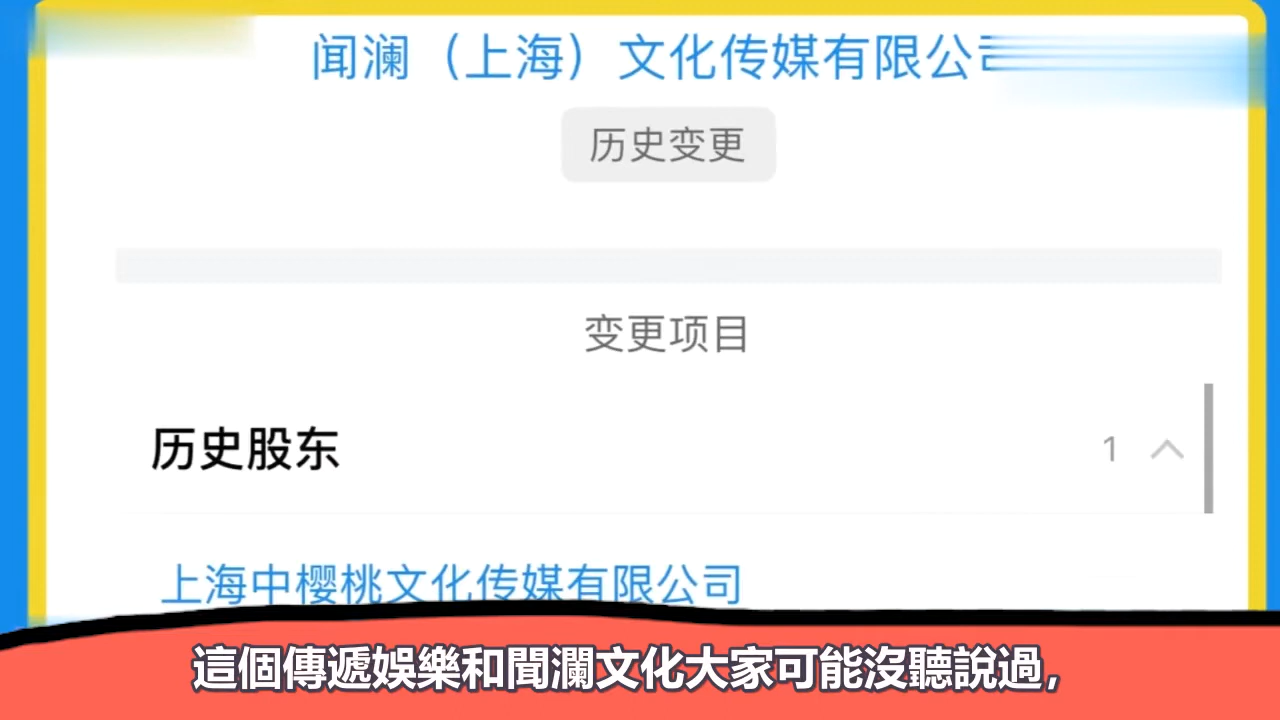 闻澜（上海）文化传媒有限公司
历史变更
变更项目
历史股东
1
上海中樱桃文化传媒有限公司
這個傳遞娛樂和聞瀾文化大家可能沒聽說過，